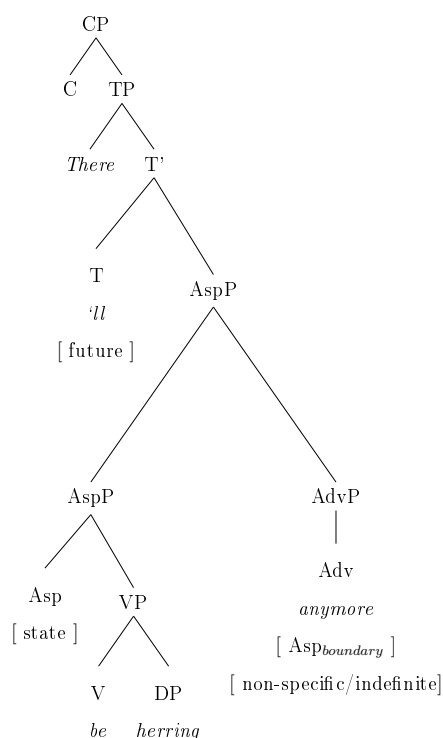 CP
C TP
There T'
T
AspP
‘ll
[ future ]
AspP AdvP
Adv
Asp
VP
anymore
[ state ]
[ Asp_boundary ]
[ non-specific/indefinite]
V DP
be herring